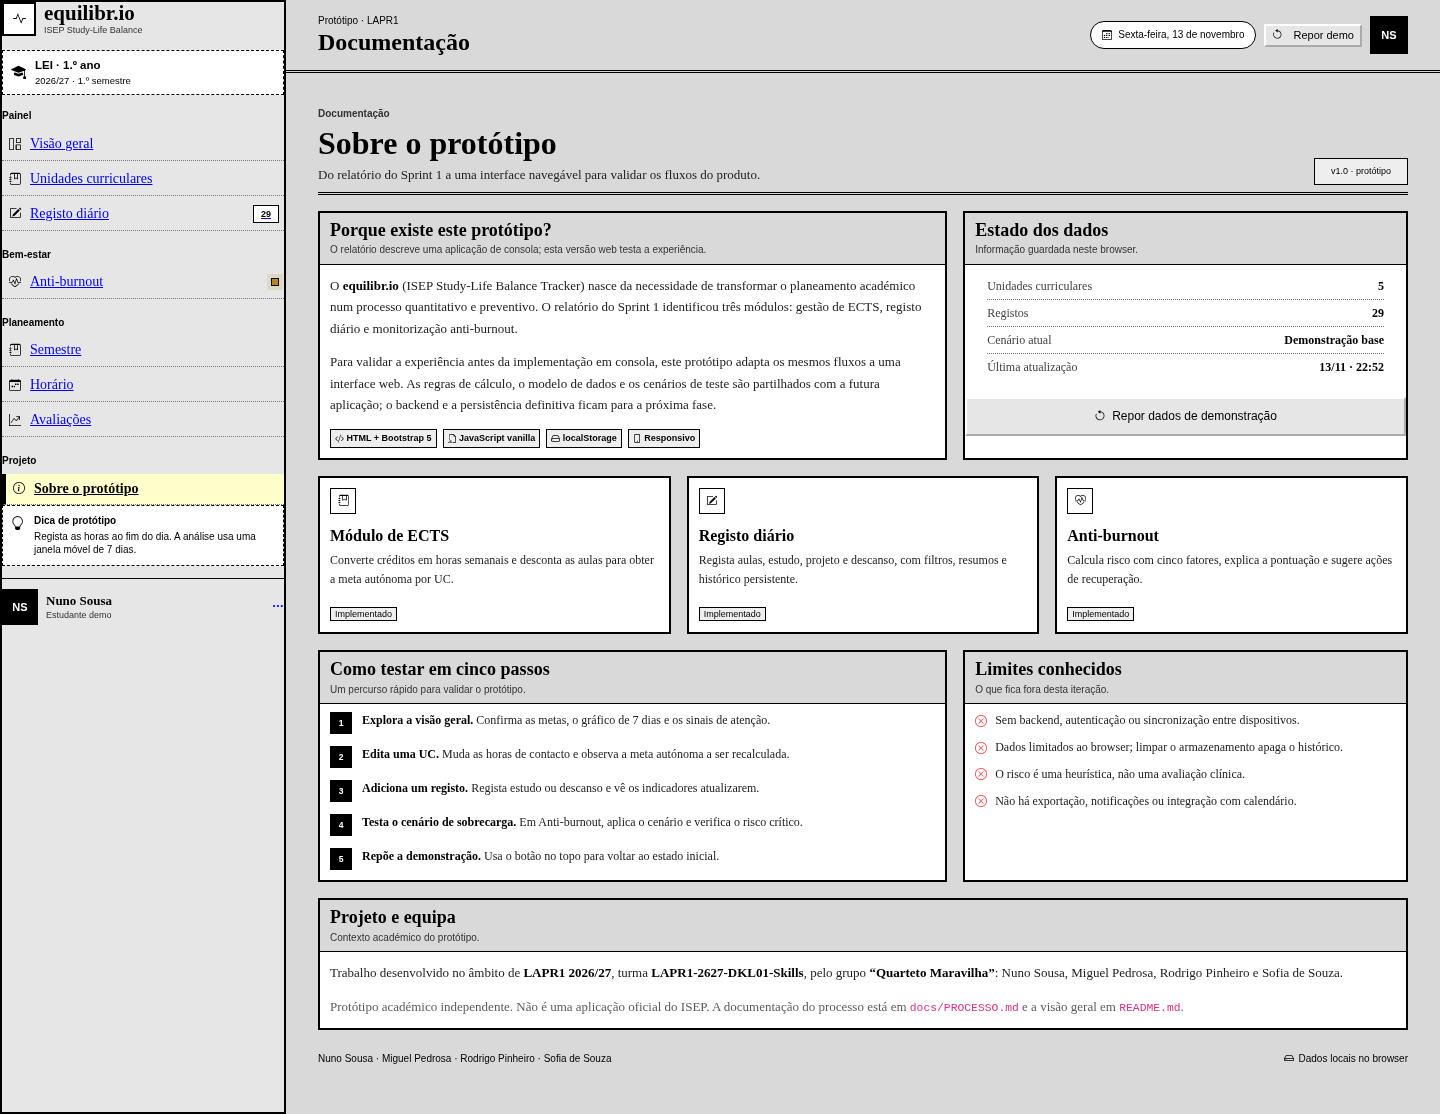 equilibr.io
ISEP Study-Life Balance
LEI · 1.º ano
2026/27 · 1.º semestre
Painel
Visão geral
Unidades curriculares
Registo diário
29
Bem-estar
Anti-burnout
Planeamento
Semestre
Horário
Avaliações
Projeto
Sobre o protótipo
Dica de protótipo
Regista as horas ao fim do dia. A análise usa uma
janela móvel de 7 dias.
NS
Nuno Sousa
Estudante demo
Protótipo · LAPR1
Documentação
Sexta-feira, 13 de novembro
Repor demo
NS
Documentação
Sobre o protótipo
Do relatório do Sprint 1 a uma interface navegável para validar os fluxos do produto.
v1.0 · protótipo
Porque existe este protótipo?
O relatório descreve uma aplicação de consola; esta versão web testa a experiência.
O equilibr.io (ISEP Study-Life Balance Tracker) nasce da necessidade de transformar o planeamento académico
num processo quantitativo e preventivo. O relatório do Sprint 1 identificou três módulos: gestão de ECTS, registo
diário e monitorização anti-burnout.
Para validar a experiência antes da implementação em consola, este protótipo adapta os mesmos fluxos a uma
interface web. As regras de cálculo, o modelo de dados e os cenários de teste são partilhados com a futura
aplicação; o backend e a persistência definitiva ficam para a próxima fase.
HTML + Bootstrap 5
JavaScript vanilla
localStorage
Responsivo
Estado dos dados
Informação guardada neste browser.
Unidades curriculares 5
Registos 29
Cenário atual Demonstração base
Última atualização 13/11 · 22:52
Repor dados de demonstração
Módulo de ECTS
Converte créditos em horas semanais e desconta as aulas para obter
a meta autónoma por UC.
Implementado
Registo diário
Regista aulas, estudo, projeto e descanso, com filtros, resumos e
histórico persistente.
Implementado
Anti-burnout
Calcula risco com cinco fatores, explica a pontuação e sugere ações
de recuperação.
Implementado
Como testar em cinco passos
Um percurso rápido para validar o protótipo.
1 Explora a visão geral. Confirma as metas, o gráfico de 7 dias e os sinais de atenção.
2 Edita uma UC. Muda as horas de contacto e observa a meta autónoma a ser recalculada.
3 Adiciona um registo. Regista estudo ou descanso e vê os indicadores atualizarem.
4 Testa o cenário de sobrecarga. Em Anti-burnout, aplica o cenário e verifica o risco crítico.
5 Repõe a demonstração. Usa o botão no topo para voltar ao estado inicial.
Limites conhecidos
O que fica fora desta iteração.
Sem backend, autenticação ou sincronização entre dispositivos.
Dados limitados ao browser; limpar o armazenamento apaga o histórico.
O risco é uma heurística, não uma avaliação clínica.
Não há exportação, notificações ou integração com calendário.
Projeto e equipa
Contexto académico do protótipo.
Trabalho desenvolvido no âmbito de LAPR1 2026/27, turma LAPR1-2627-DKL01-Skills, pelo grupo “Quarteto Maravilha”: Nuno Sousa, Miguel Pedrosa, Rodrigo Pinheiro e Sofia de Souza.
Protótipo académico independente. Não é uma aplicação oficial do ISEP. A documentação do processo está em docs/PROCESSO.md e a visão geral em README.md.
Nuno Sousa · Miguel Pedrosa · Rodrigo Pinheiro · Sofia de Souza
Dados locais no browser